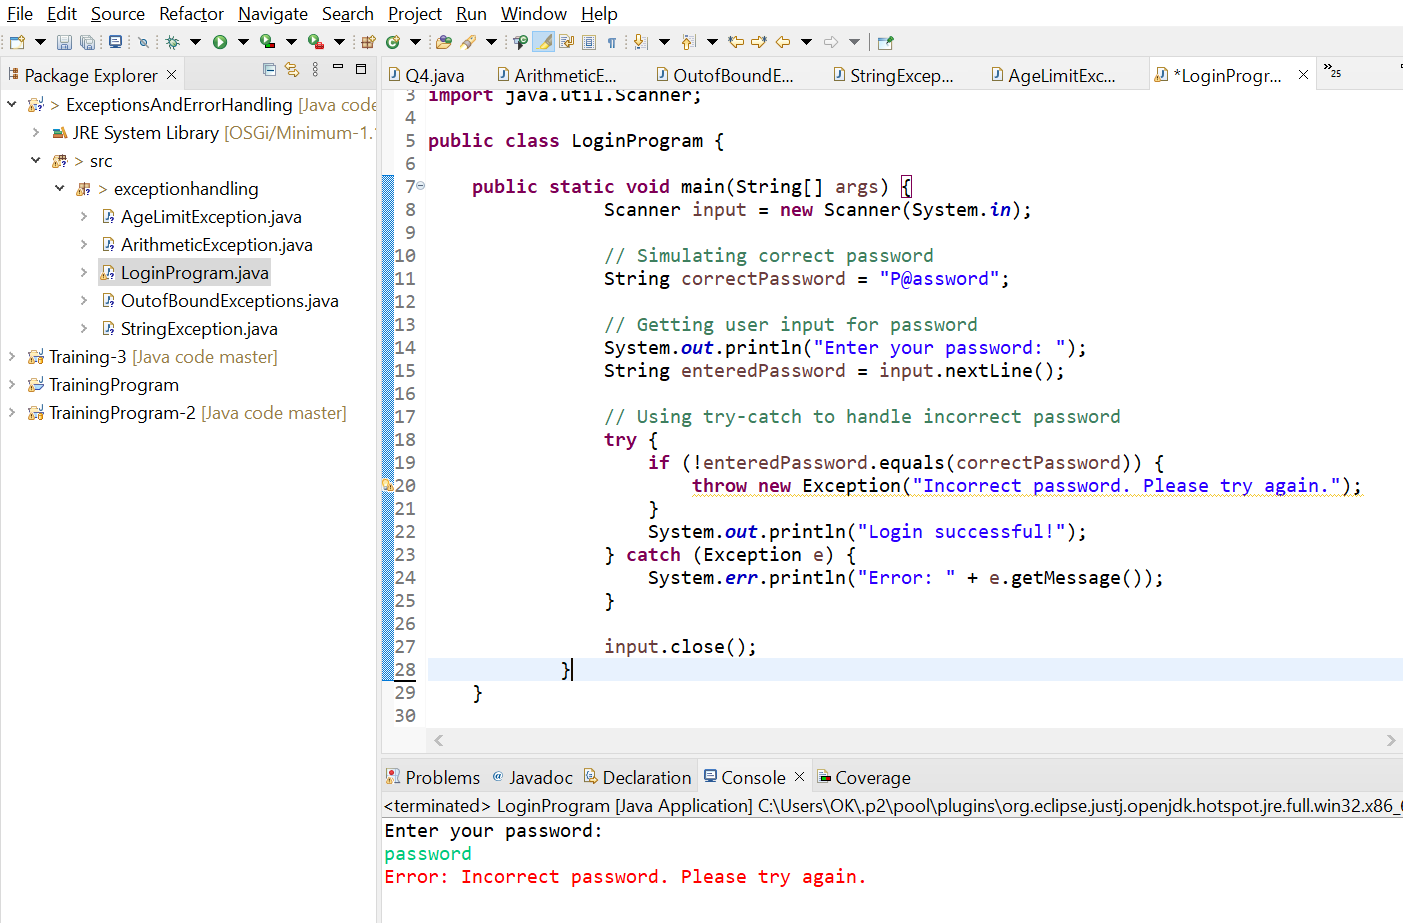 File Edit Source Refactor Navigate Search Project Run Window Help
Package Explorer
ExceptionsAndErrorHandling [Java code
JRE System Library [OSGi/Minimum-1.
> src
> exceptionhandling
AgeLimitException.java
ArithmeticException.java
LoginProgram.java
OutofBoundExceptions.java
StringException.java
Training-3 [Java code master]
TrainingProgram
TrainingProgram-2 [Java code master]
Q4.java ArithmeticE... OutofBoundE... StringExcep... AgeLimitExc... *LoginProgr... »25
3 import java.util.Scanner;
4
5 public class LoginProgram {
6
7 public static void main(String[] args) {
8 Scanner input = new Scanner(System.in);
9
10 // Simulating correct password
11 String correctPassword = "P@assword";
12
13 // Getting user input for password
14 System.out.println("Enter your password: ");
15 String enteredPassword = input.nextLine();
16
17 // Using try-catch to handle incorrect password
18 try {
19 if (!enteredPassword.equals(correctPassword)) {
20 throw new Exception("Incorrect password. Please try again.");
21 }
22 System.out.println("Login successful!");
23 } catch (Exception e) {
24 System.err.println("Error: " + e.getMessage());
25 }
26
27 input.close();
28 }
29 }
30
Problems @ Javadoc Declaration Console Coverage
<terminated> LoginProgram [Java Application] C:\Users\OK\.p2\pool\plugins\org.eclipse.justj.openjdk.hotspot.jre.full.win32.x86_
Enter your password:
password
Error: Incorrect password. Please try again.